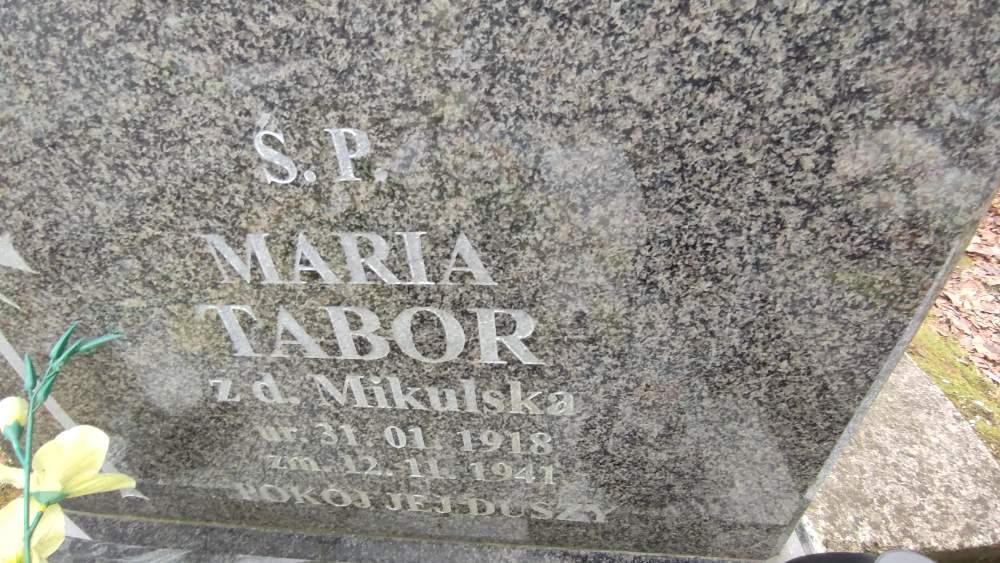 Ś. P.
MARIA
TABOR
z d. Mikulska
ur. 31. 01. 1918
zm. 12. 11. 1941
POKÓJ JEJ DUSZY